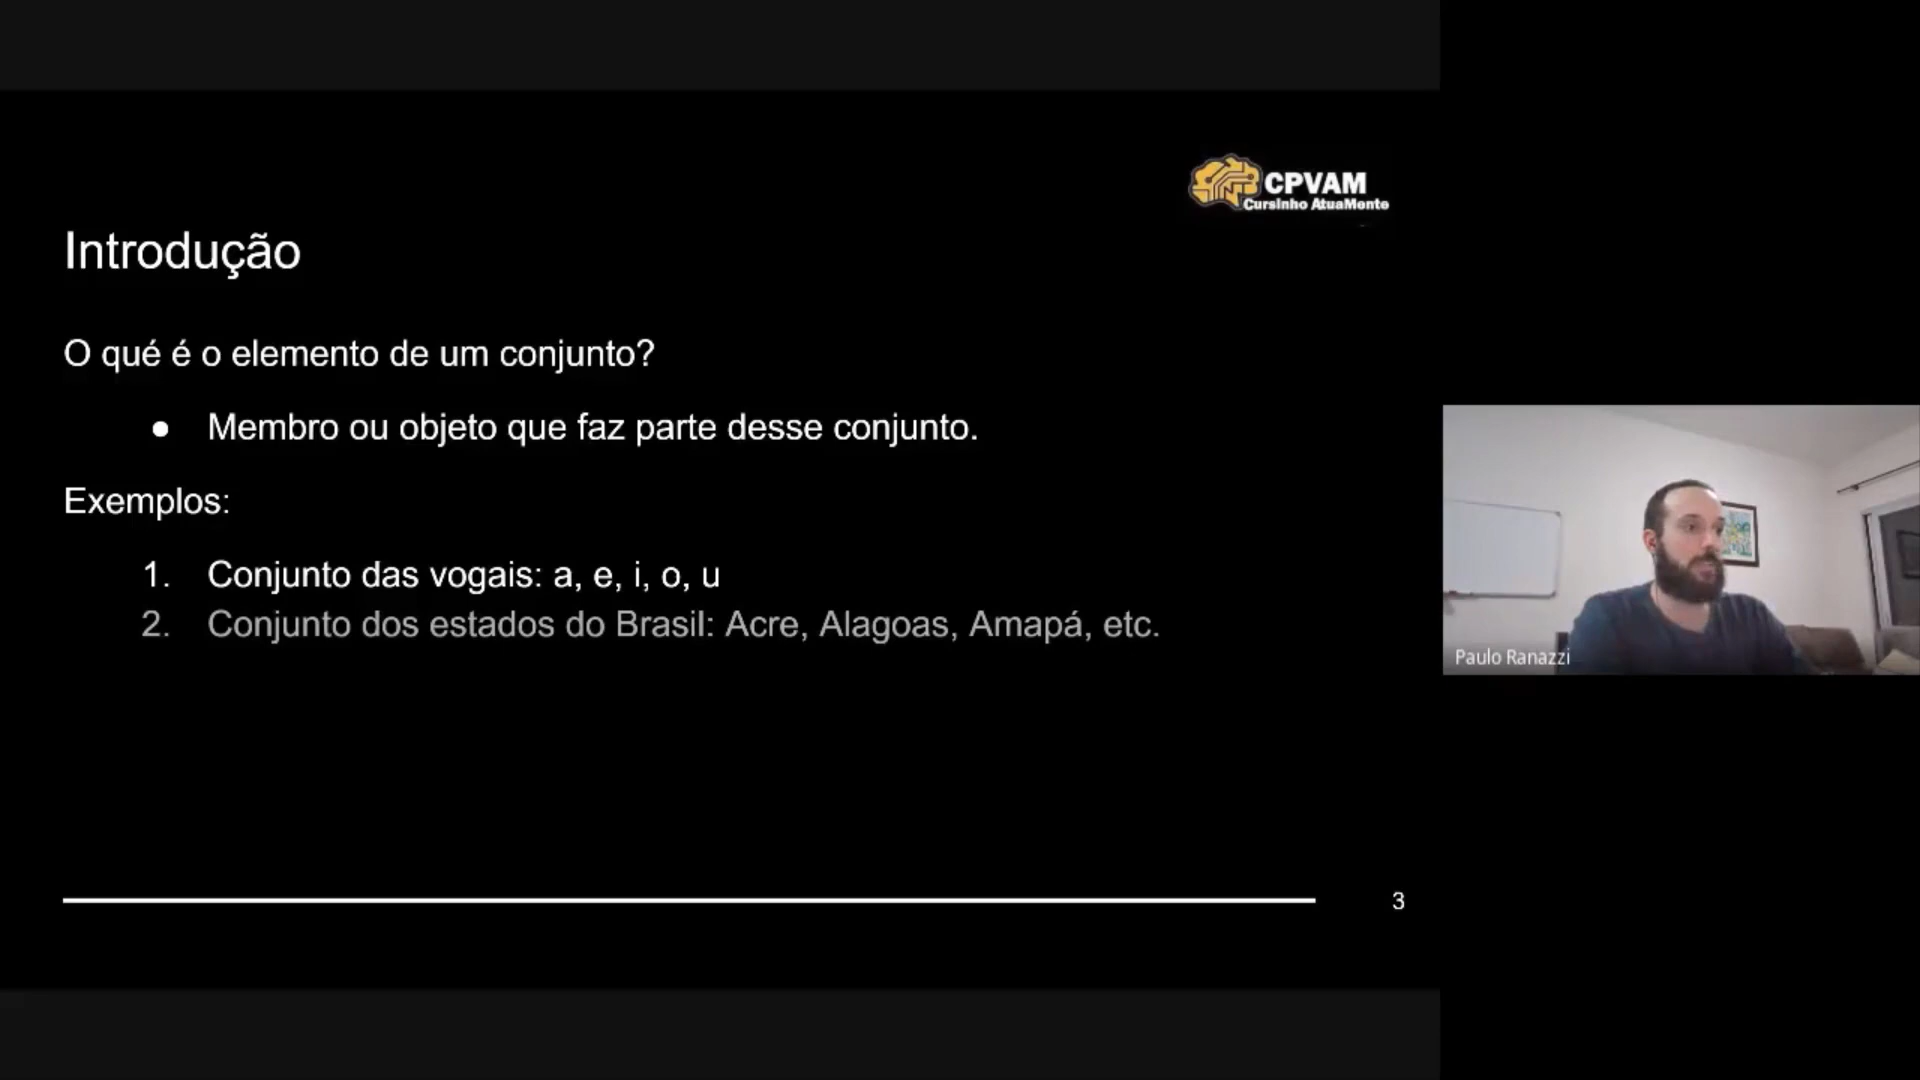 CPVAM
Cursinho AtuaMente
Introdução
O qué é o elemento de um conjunto?
● Membro ou objeto que faz parte desse conjunto.
Exemplos:
1. Conjunto das vogais: a, e, i, o, u
2. Conjunto dos estados do Brasil: Acre, Alagoas, Amapá, etc.
Paulo Ranazzi
3